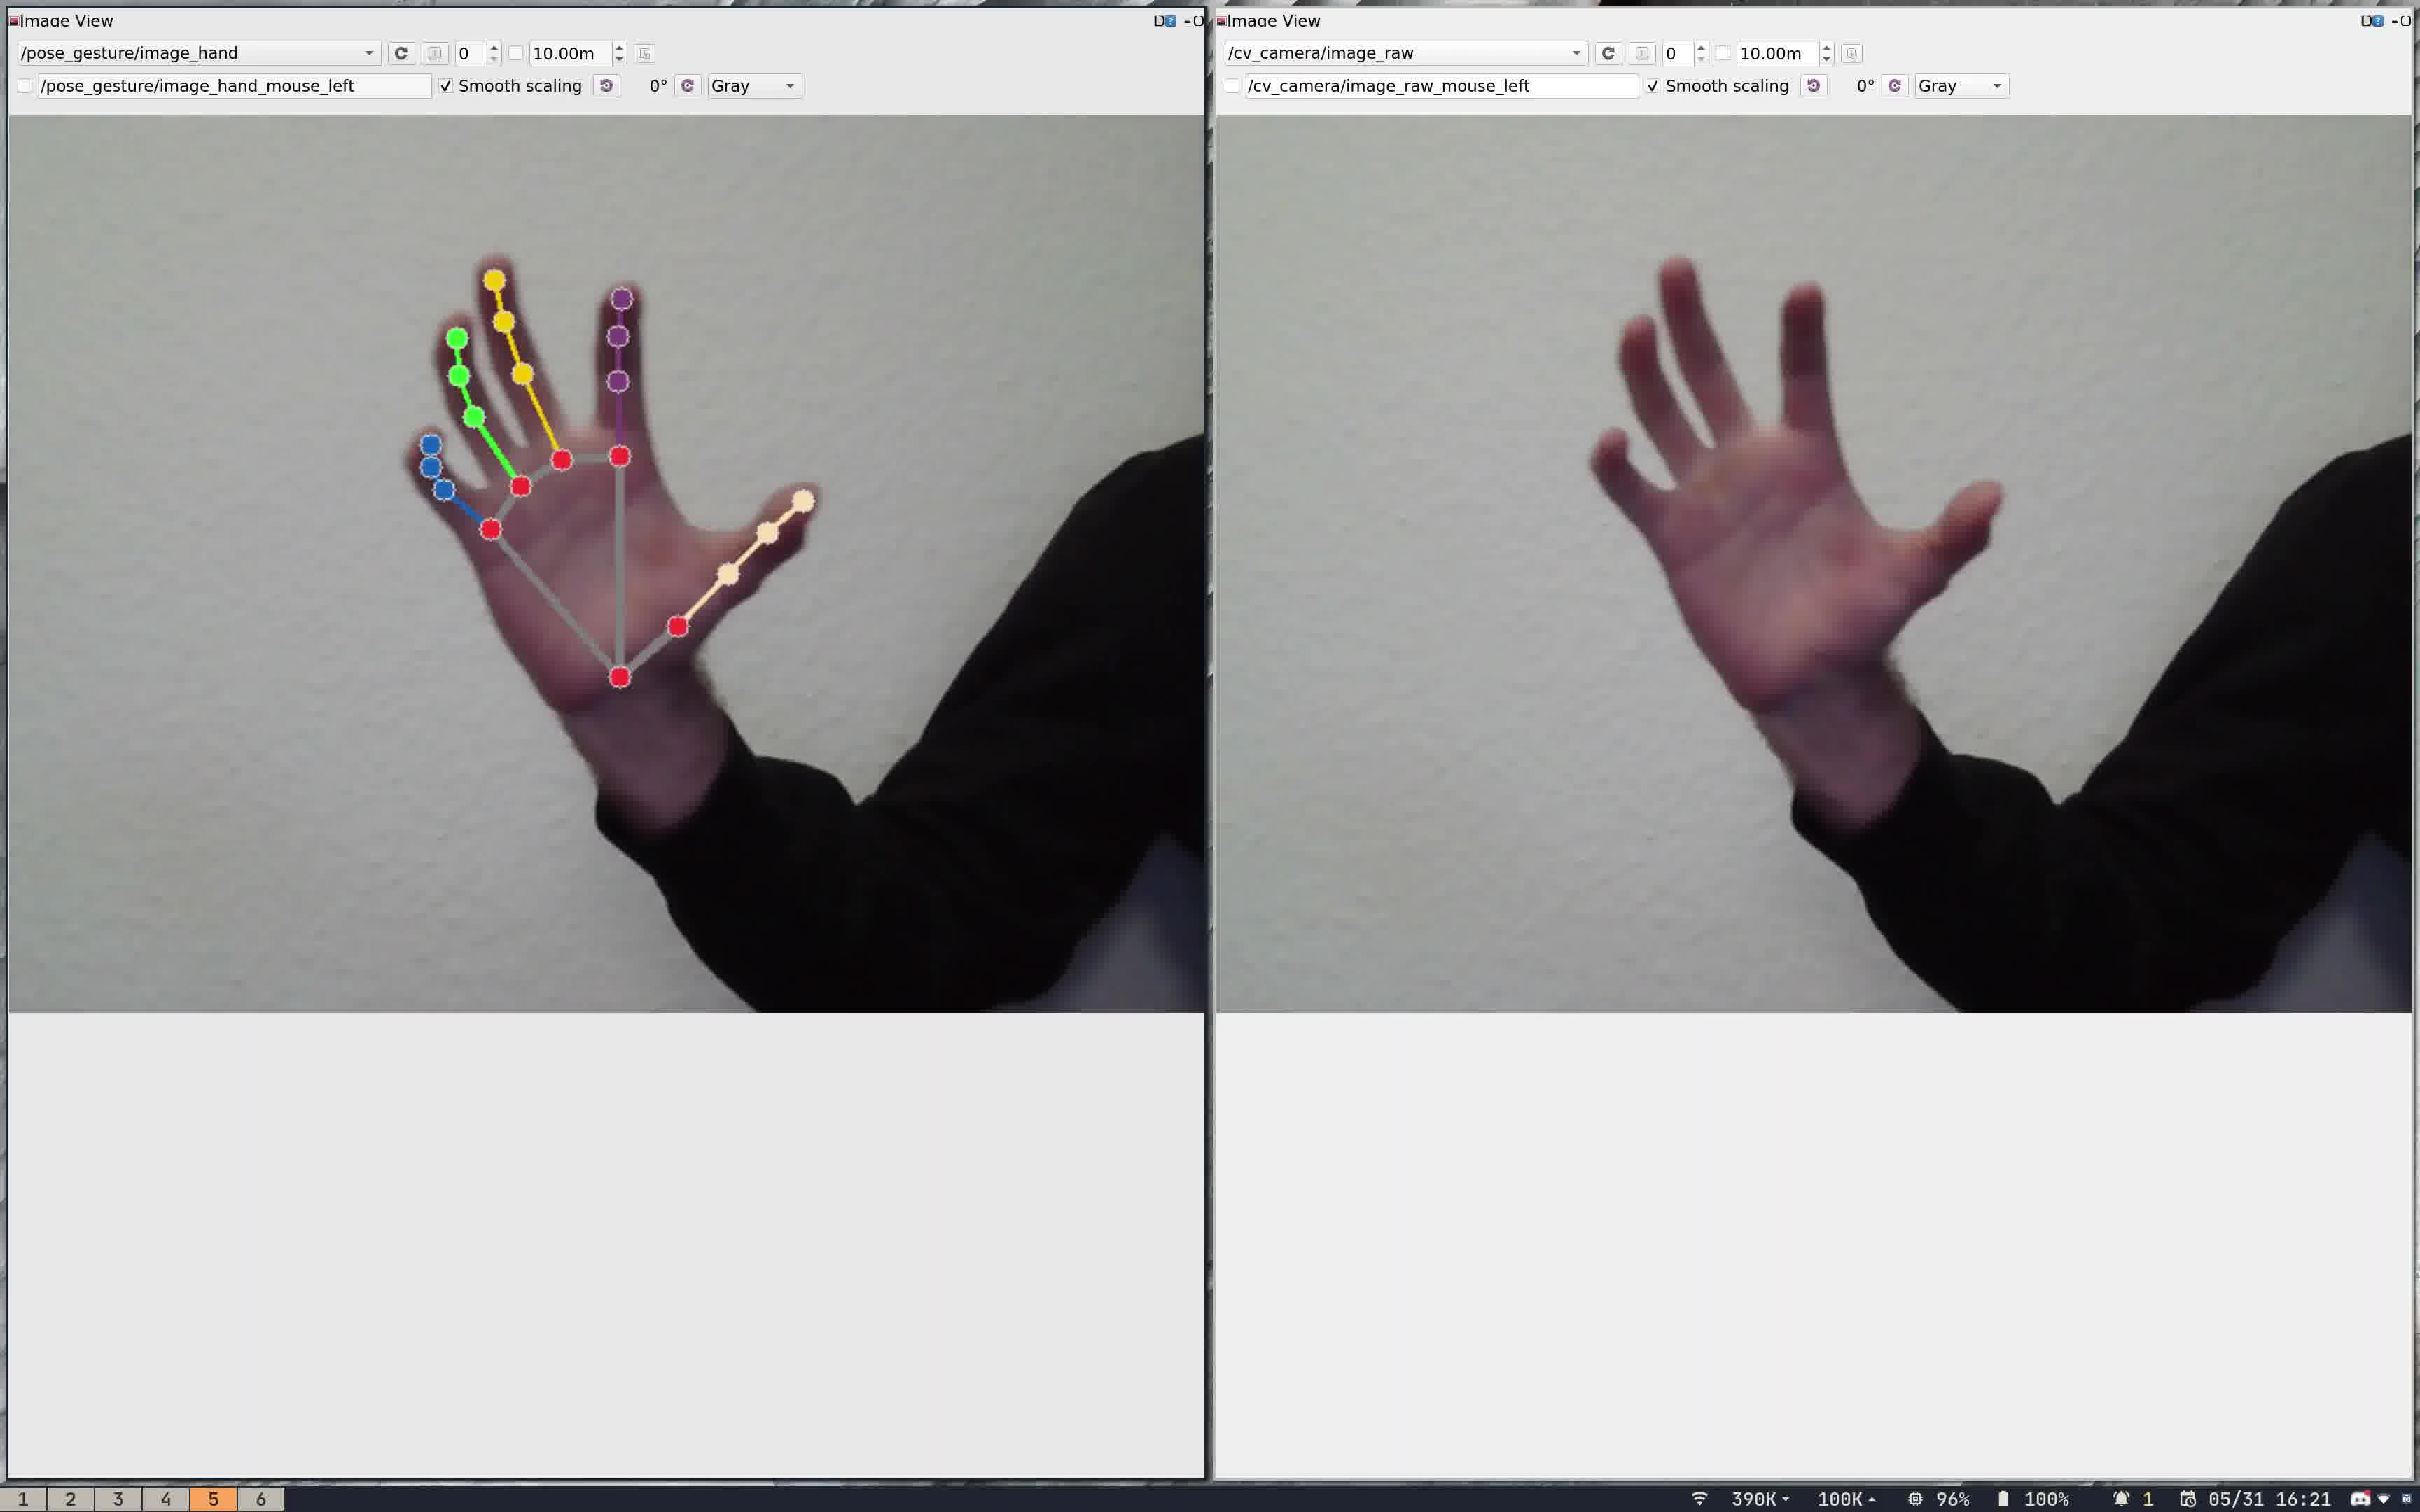 Image View
/pose_gesture/image_hand 0 10.00m
/pose_gesture/image_hand_mouse_left Smooth scaling 0° Gray
Image View
/cv_camera/image_raw 0 10.00m
/cv_camera/image_raw_mouse_left Smooth scaling 0° Gray
1 2 3 4 5 6 390K 100K 96% 100% 1 05/31 16:21